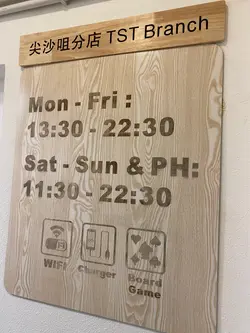 尖沙咀分店 TST Branch
Mon - Fri :
13:30 - 22:30
Sat - Sun & PH:
11:30 - 22:30
WIFI Charger Board
Game